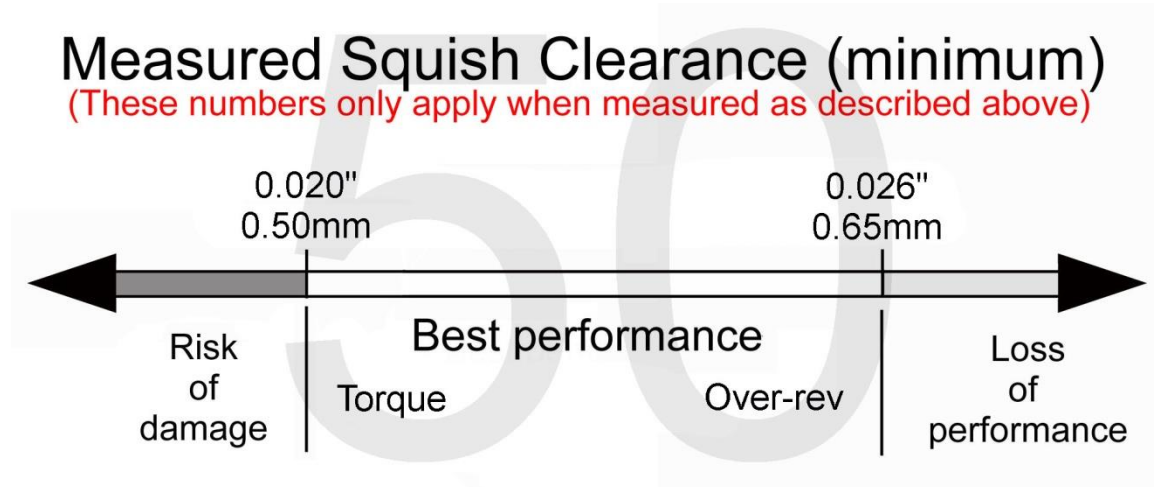 Measured Squish Clearance (minimum)
(These numbers only apply when measured as described above)
50
0.020"
0.50mm
0.026"
0.65mm
Best performance
Risk
of
damage
Torque
Over-rev
Loss
of
performance